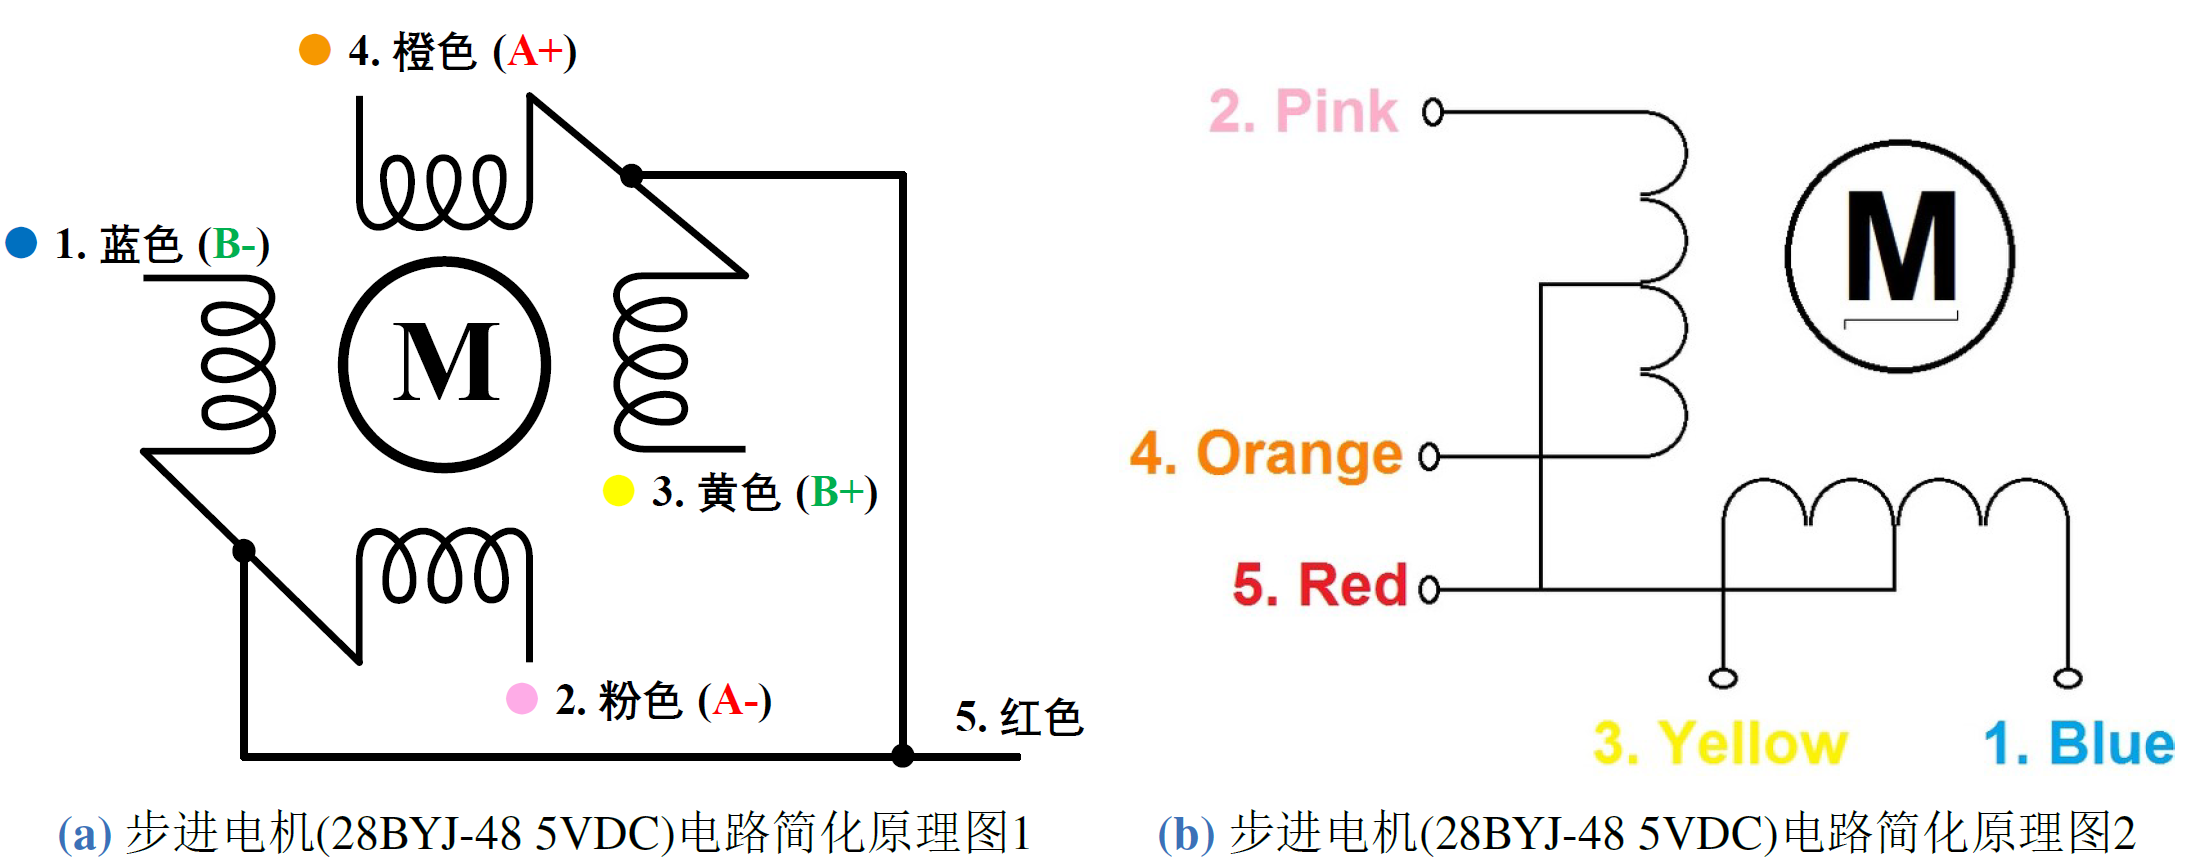 4. 橙色 (A+)
1. 蓝色 (B-)
M
3. 黄色 (B+)
2. 粉色 (A-)
5. 红色
(a) 步进电机(28BYJ-48 5VDC)电路简化原理图1
2. Pink
M
4. Orange
5. Red
3. Yellow
1. Blue
(b) 步进电机(28BYJ-48 5VDC)电路简化原理图2